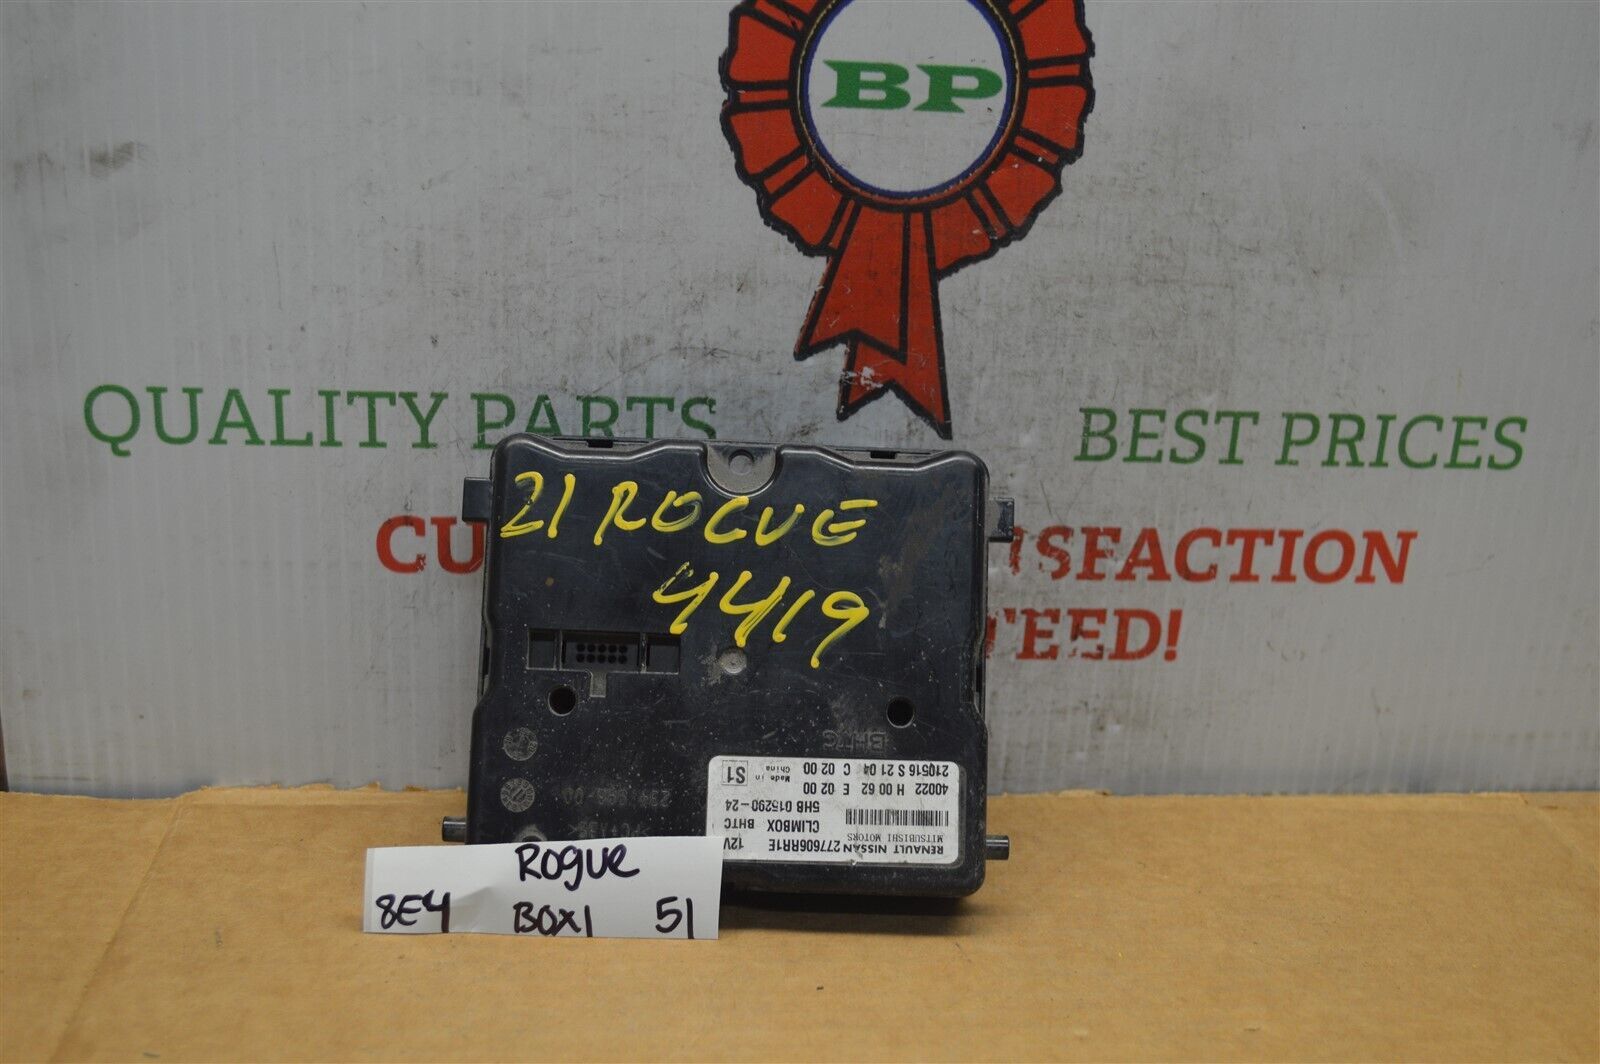 BP
QUALITY PARTS
BEST PRICES
CU
ISFACTION
TEED!
21 ROGUE
4419
BHTC
RENAULT NISSAN 277606RR1E 12V
MITSUBISHI MOTORS
CLIMBOX BHTC
5HB 015290-24
40022 H 00 62 E 02 00
210516 S 21 04 C 02 00
Made in
China
S1
ROGUE
8E4 BOX1 51